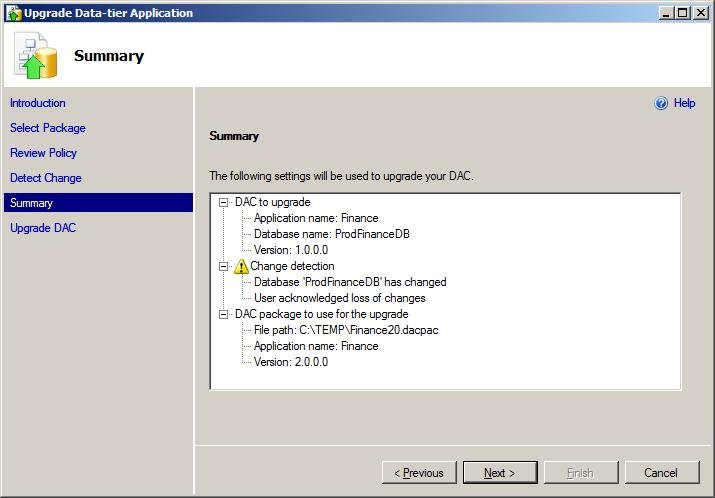 Upgrade Data-tier Application
Summary
Introduction
Select Package
Review Policy
Detect Change
Summary
Upgrade DAC
Help
Summary
The following settings will be used to upgrade your DAC.
DAC to upgrade
Application name: Finance
Database name: ProdFinanceDB
Version: 1.0.0.0
Change detection
Database 'ProdFinanceDB' has changed
User acknowledged loss of changes
DAC package to use for the upgrade
File path: C:\TEMP\Finance20.dacpac
Application name: Finance
Version: 2.0.0.0
< Previous Next > Finish Cancel